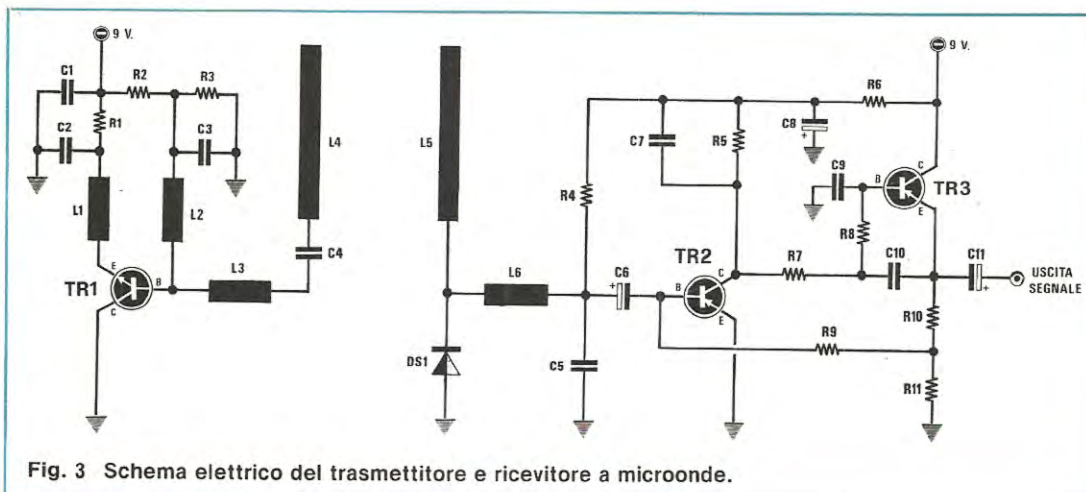 9 V.
C1
R2
R3
R1
C2
C3
L1
L2
L4
C4
L3
E
B
C
TR1
L5
L6
DS1
R4
C5
C6
C7
R5
C8
+
R6
9 V.
C9
B
C
E
TR3
R8
TR2
+
B
C
E
R7
C10
C11
+
USCITA
SEGNALE
R9
R10
R11
Fig. 3 Schema elettrico del trasmettitore e ricevitore a microonde.